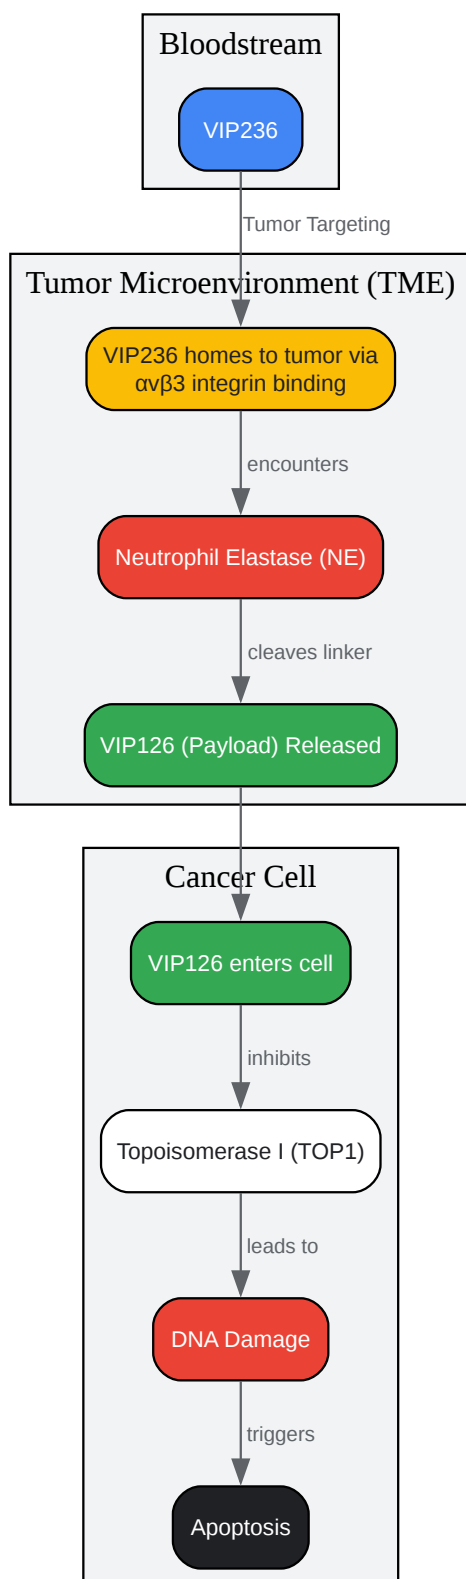 Bloodstream
VIP236
Tumor Targeting
Tumor Microenvironment (TME)
VIP236 homes to tumor via
αvβ3 integrin binding
encounters
Neutrophil Elastase (NE)
cleaves linker
VIP126 (Payload) Released
Cancer Cell
VIP126 enters cell
inhibits
Topoisomerase I (TOP1)
leads to
DNA Damage
triggers
Apoptosis